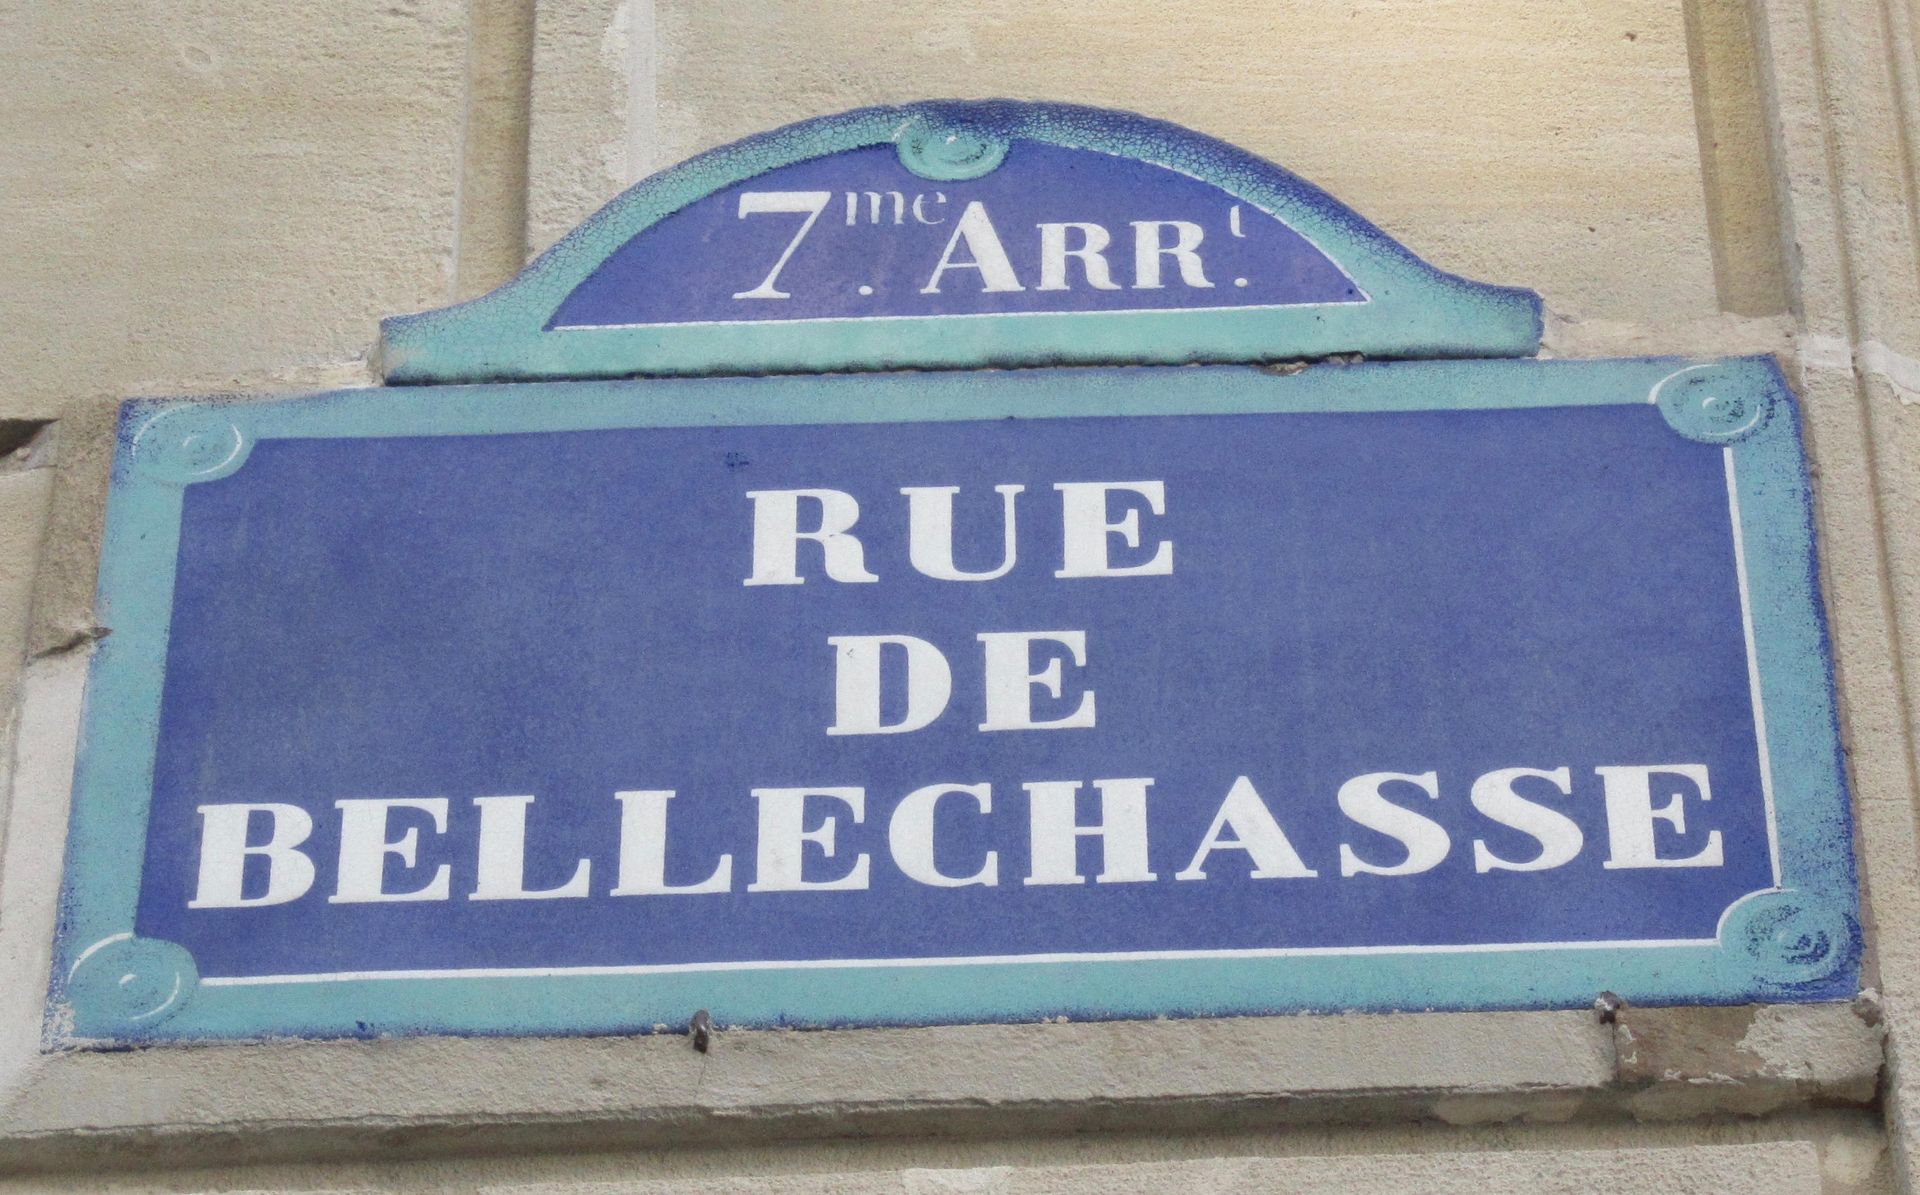 7me. ARRt.
RUE
DE
BELLECHASSE